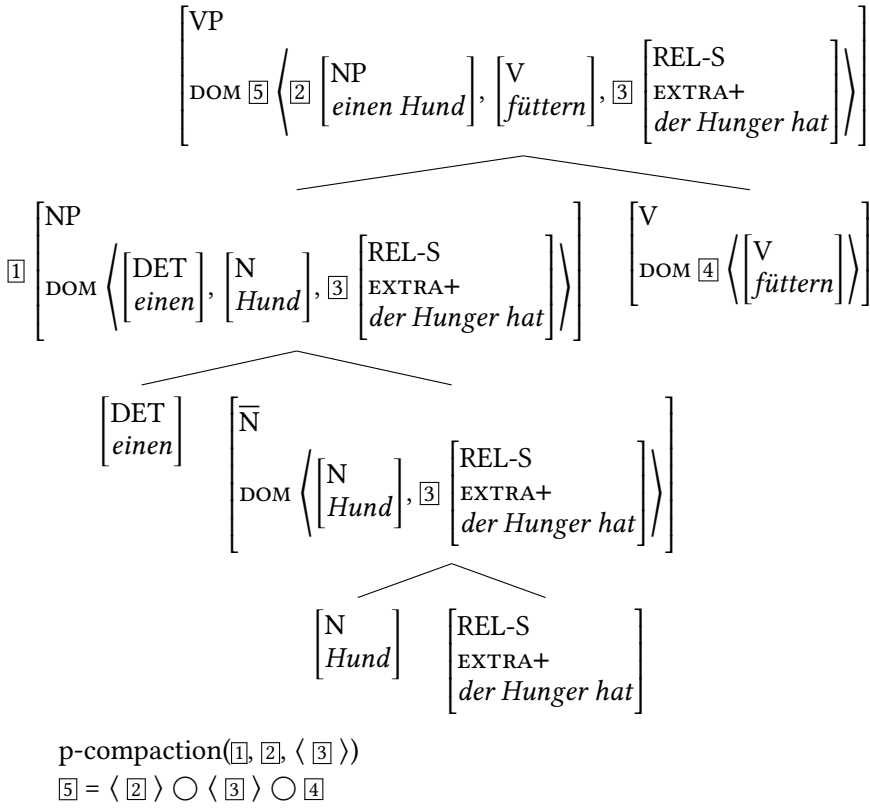 VP
DOM 5 ⟨ 2 [NP einen Hund], [V füttern], 3 [REL-S EXTRA+ der Hunger hat] ⟩
1 NP
DOM ⟨ [DET einen], [N Hund], 3 [REL-S EXTRA+ der Hunger hat] ⟩
V
DOM 4 ⟨ [V füttern] ⟩
DET
einen
N̅
DOM ⟨ [N Hund], 3 [REL-S EXTRA+ der Hunger hat] ⟩
N
Hund
REL-S
EXTRA+
der Hunger hat
p-compaction(1, 2, ⟨ 3 ⟩)
5 = ⟨ 2 ⟩ ◯ ⟨ 3 ⟩ ◯ 4